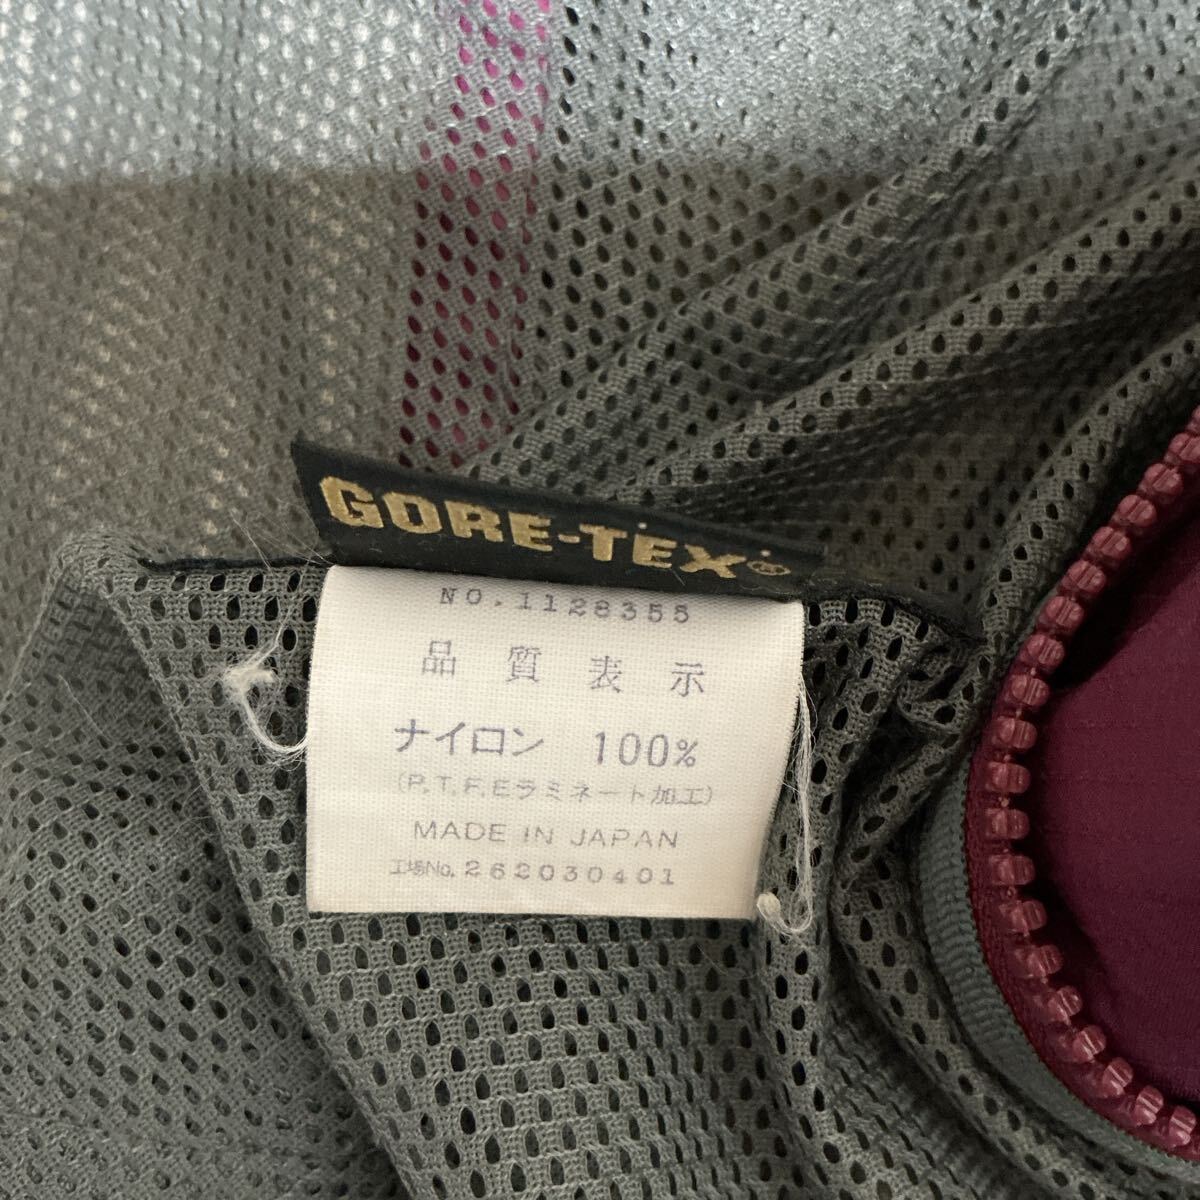 GORE-TEX®
NO.1128355
品質表示
ナイロン 100%
(P.T.F.Eラミネート加工)
MADE IN JAPAN
工場No.262030401